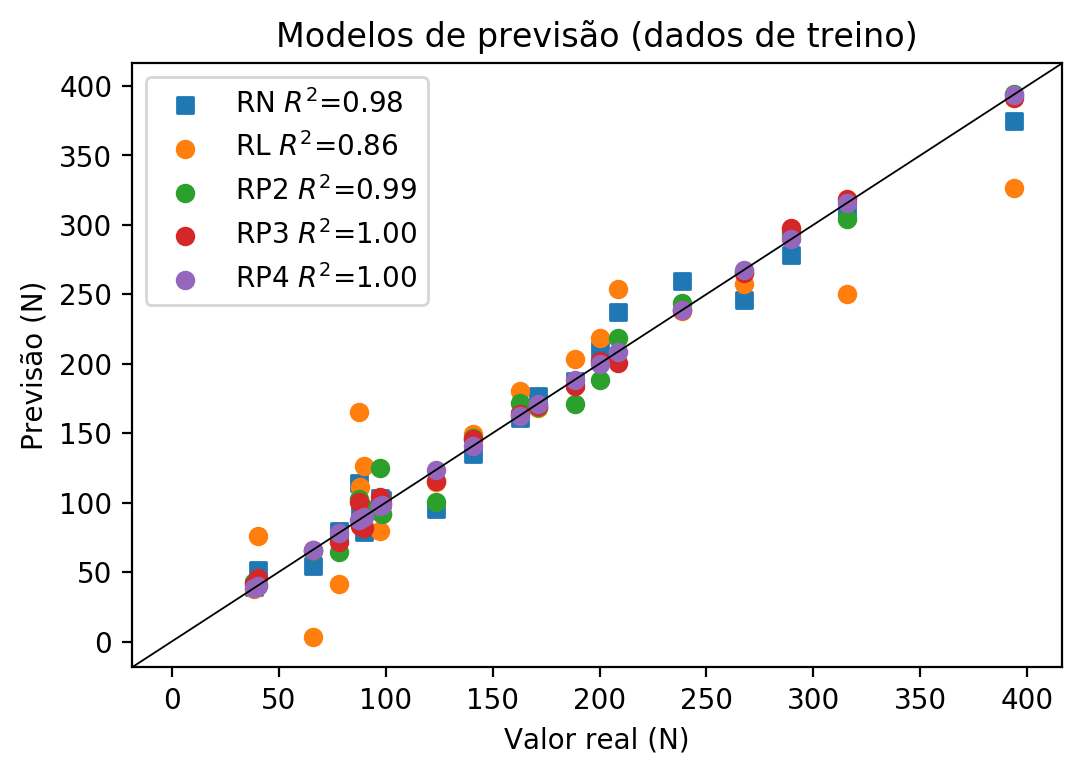 Modelos de previsão (dados de treino)
RN R²=0.98
RL R²=0.86
RP2 R²=0.99
RP3 R²=1.00
RP4 R²=1.00
Previsão (N)
400
350
300
250
200
150
100
50
0
0 50 100 150 200 250 300 350 400
Valor real (N)